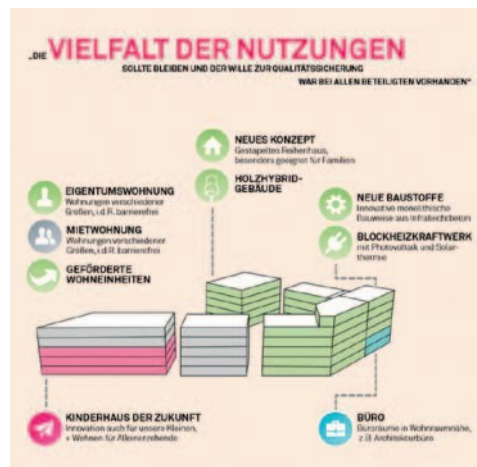 „DIE VIELFALT DER NUTZUNGEN
SOLLTE BLEIBEN UND DER WILLE ZUR QUALITÄTSSICHERUNG
WAR BEI ALLEN BETEILIGTEN VORHANDEN“
NEUES KONZEPT
Gestapeltes Reihenhaus,
besonders geeignet für Familien
HOLZHYBRID-
GEBÄUDE
EIGENTUMSWOHNUNG
Wohnungen verschiedener
Größen, i.d.R. barrierefrei
MIETWOHNUNG
Wohnungen verschiedener
Größen, i.d.R. barrierefrei
GEFÖRDERTE
WOHNEINHEITEN
NEUE BAUSTOFFE
Innovative monolithische
Bauweise aus Infraleichtbeton
BLOCKHEIZKRAFTWERK
mit Photovoltaik und Solar-
thermie
KINDERHAUS DER ZUKUNFT
Innovation auch für unsere Kleinen,
+ Wohnen für Alleinerziehende
BÜRO
Büroräume in Wohnraumnähe,
z.B. Architekturbüro